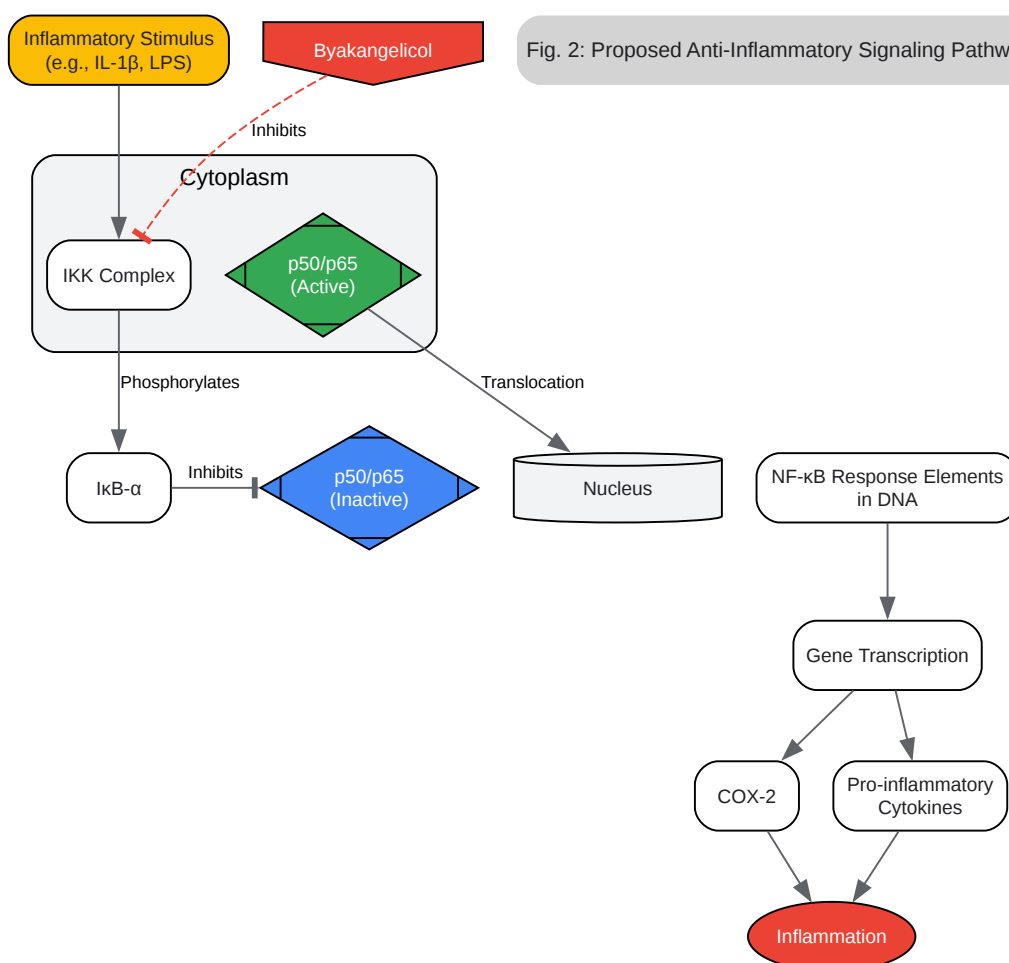 Inflammatory Stimulus
(e.g., IL-1β, LPS)
Byakangelicol
Fig. 2: Proposed Anti-Inflammatory Signaling Pathw
Inhibits
Cytoplasm
IKK Complex
p50/p65
(Active)
Phosphorylates
Translocation
IκB-α
Inhibits
p50/p65
(Inactive)
Nucleus
NF-κB Response Elements
in DNA
Gene Transcription
COX-2
Pro-inflammatory
Cytokines
Inflammation